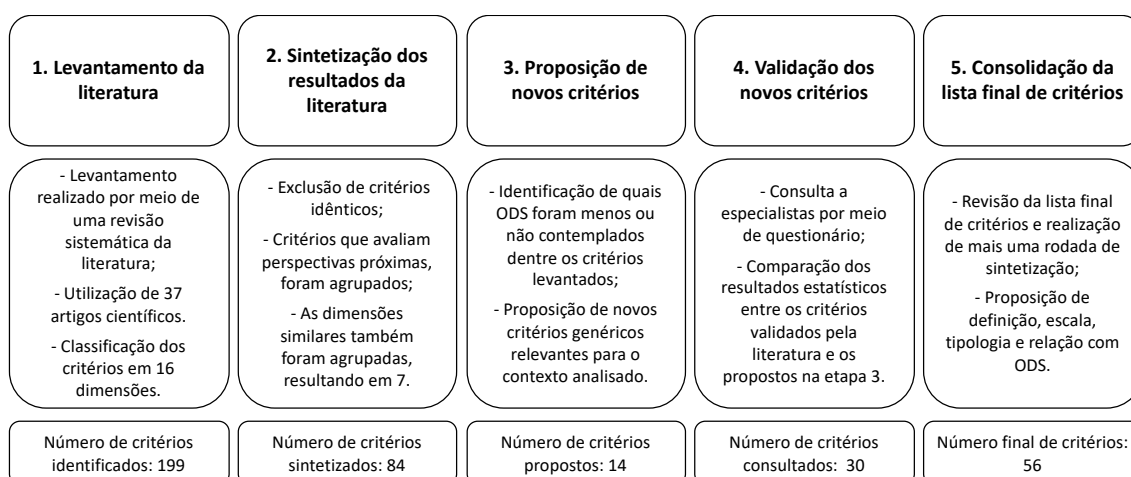 1. Levantamento da
literatura
2. Sintetização dos
resultados da
literatura
3. Proposição de
novos critérios
4. Validação dos
novos critérios
5. Consolidação da
lista final de critérios
- Levantamento
realizado por meio de
uma revisão
sistemática da
literatura;
- Utilização de 37
artigos científicos.
- Classificação dos
critérios em 16
dimensões.
- Exclusão de critérios
idênticos;
- Critérios que avaliam
perspectivas próximas,
foram agrupados;
- As dimensões
similares também
foram agrupadas,
resultando em 7.
- Identificação de quais
ODS foram menos ou
não contemplados
dentre os critérios
levantados;
- Proposição de novos
critérios genéricos
relevantes para o
contexto analisado.
- Consulta a
especialistas por meio
de questionário;
- Comparação dos
resultados estatísticos
entre os critérios
validados pela
literatura e os
propostos na etapa 3.
- Revisão da lista final
de critérios e realização
de mais uma rodada de
sintetização;
- Proposição de
definição, escala,
tipologia e relação com
ODS.
Número de critérios
identificados: 199
Número de critérios
sintetizados: 84
Número de critérios
propostos: 14
Número de critérios
consultados: 30
Número final de critérios:
56